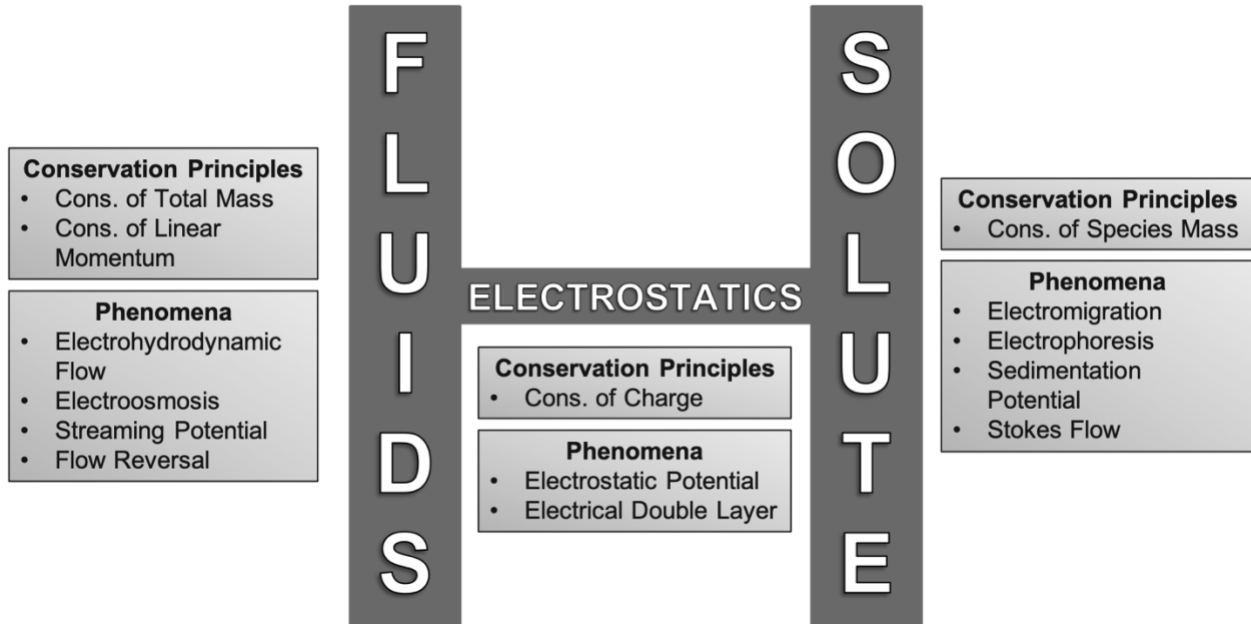 FLUIDS
SOLUTE
ELECTROSTATICS
Conservation Principles
• Cons. of Total Mass
• Cons. of Linear
Momentum
Phenomena
• Electrohydrodynamic
Flow
• Electroosmosis
• Streaming Potential
• Flow Reversal
Conservation Principles
• Cons. of Charge
Phenomena
• Electrostatic Potential
• Electrical Double Layer
Conservation Principles
• Cons. of Species Mass
Phenomena
• Electromigration
• Electrophoresis
• Sedimentation
Potential
• Stokes Flow